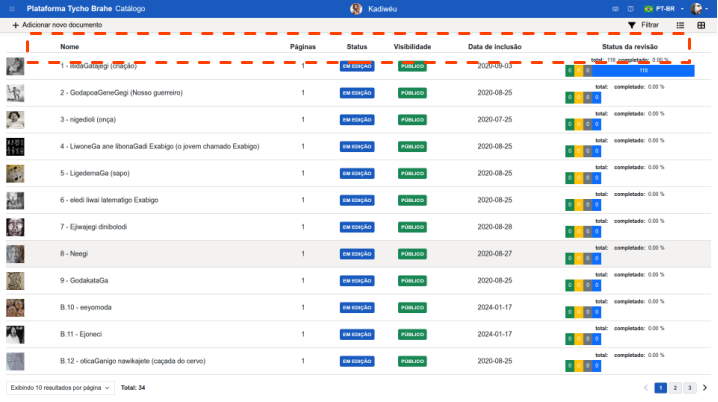 Plataforma Tycho Brahe Catálogo
Kadiwéu
PT-BR
+ Adicionar novo documento
Filtrar
Nome Páginas Status Visibilidade Data de inclusão Status da revisão
1 - ilidaGalajegi (criação) 1 EM EDIÇÃO PÚBLICO 2020-09-03 total: 118 completado: 0.00 %
0 0 0 118
2 - GodapoaGeneGegi (Nosso guerreiro) 1 EM EDIÇÃO PÚBLICO 2020-08-25 total: completado: 0.00 %
0 0 0 0
3 - nigedioli (onça) 1 EM EDIÇÃO PÚBLICO 2020-07-25 total: completado: 0.00 %
0 0 0 0
4 - LiwoneGa ane libonaGadi Exabigo (o jovem chamado Exabigo) 1 EM EDIÇÃO PÚBLICO 2020-08-25 total: completado: 0.00 %
0 0 0 0
5 - LigedemaGa (sapo) 1 EM EDIÇÃO PÚBLICO 2020-08-25 total: completado: 0.00 %
0 0 0 0
6 - eledi liwai latematigo Exabigo 1 EM EDIÇÃO PÚBLICO 2020-08-25 total: completado: 0.00 %
0 0 0 0
7 - Ejiwajegi dinibolodi 1 EM EDIÇÃO PÚBLICO 2020-08-28 total: completado: 0.00 %
0 0 0 0
8 - Neegi 1 EM EDIÇÃO PÚBLICO 2020-08-27 total: completado: 0.00 %
0 0 0 0
9 - GodakataGa 1 EM EDIÇÃO PÚBLICO 2020-08-25 total: completado: 0.00 %
0 0 0 0
B.10 - eeyomoda 1 EM EDIÇÃO PÚBLICO 2024-01-17 total: completado: 0.00 %
0 0 0 0
B.11 - Ejoneci 1 EM EDIÇÃO PÚBLICO 2024-01-17 total: completado: 0.00 %
0 0 0 0
B.12 - oticaGanigo nawikajete (caçada do cervo) 1 EM EDIÇÃO PÚBLICO 2020-08-25 total: completado: 0.00 %
0 0 0 0
Exibindo 10 resultados por página Total: 34 1 2 3